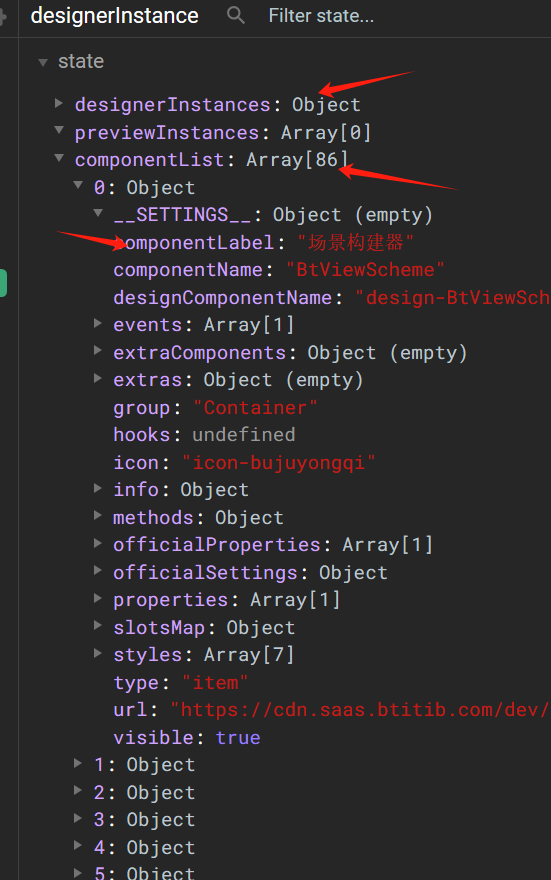 designerInstance Filter state...
state
designerInstances: Object
previewInstances: Array[0]
componentList: Array[86]
0: Object
__SETTINGS__: Object (empty)
componentLabel: "场景构建器"
componentName: "BtViewScheme"
designComponentName: "design-BtViewSch
events: Array[1]
extraComponents: Object (empty)
extras: Object (empty)
group: "Container"
hooks: undefined
icon: "icon-bujuyongqi"
info: Object
methods: Object
officialProperties: Array[1]
officialSettings: Object
properties: Array[1]
slotsMap: Object
styles: Array[7]
type: "item"
url: "https://cdn.saas.btitib.com/dev/
visible: true
1: Object
2: Object
3: Object
4: Object
5: Object